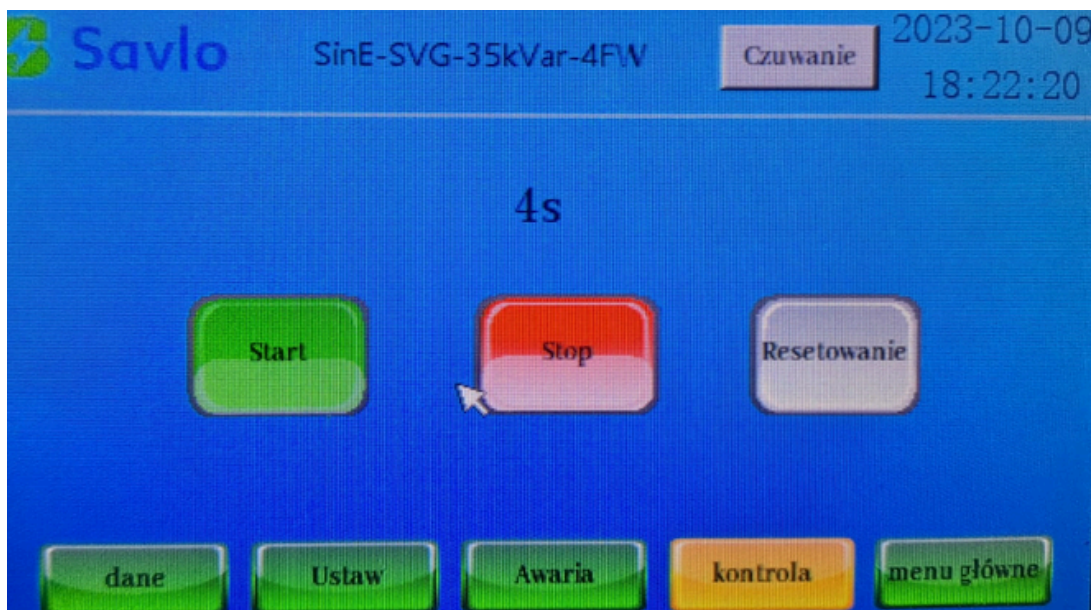 Savlo
SinE-SVG-35kVar-4FW
Czuwanie
2023-10-09
18:22:20
4s
Start
Stop
Resetowanie
dane
Ustaw
Awaria
kontrola
menu główne